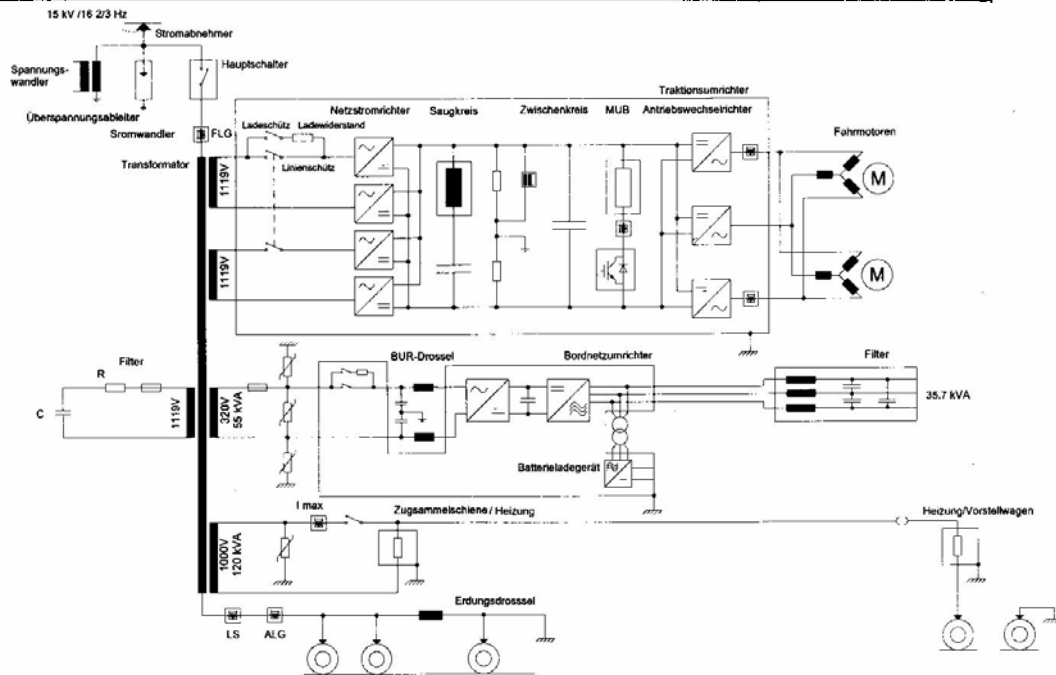 15 kV /16 2/3 Hz
Stromabnehmer
Spannungs-
wandler
Hauptschalter
Überspannungsableiter
Sromwandler
FLG
Transformator
Traktionsumrichter
Netzstromrichter
Saugkreis
Zwischenkreis
MUB
Antriebswechselrichter
Ladeschütz
Ladewiderstand
Linienschütz
Fahrmotoren
1119V
M
1119V
M
Filter
R
C
1119V
320V
55 kVA
BUR-Drossel
Bordnetzumrichter
Filter
35.7 kVA
Batterieladegerät
I max
Zugsammelschiene / Heizung
Heizung/Vorstellwagen
1000V
120 kVA
Erdungsdrosssel
LS
ALG